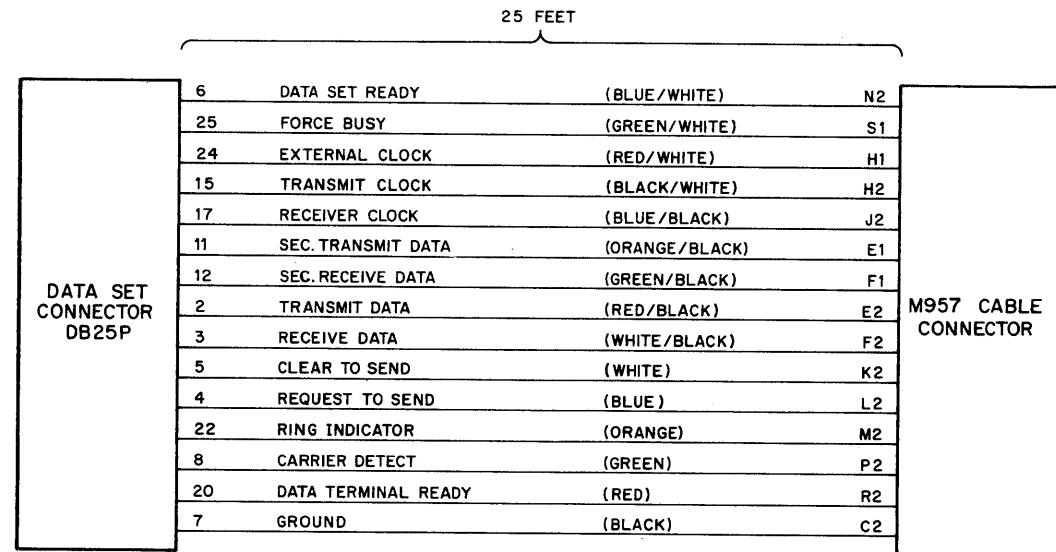 25 FEET
6 DATA SET READY (BLUE/WHITE) N2
25 FORCE BUSY (GREEN/WHITE) S1
24 EXTERNAL CLOCK (RED/WHITE) H1
15 TRANSMIT CLOCK (BLACK/WHITE) H2
17 RECEIVER CLOCK (BLUE/BLACK) J2
11 SEC. TRANSMIT DATA (ORANGE/BLACK) E1
12 SEC. RECEIVE DATA (GREEN/BLACK) F1
2 TRANSMIT DATA (RED/BLACK) E2
3 RECEIVE DATA (WHITE/BLACK) F2
5 CLEAR TO SEND (WHITE) K2
4 REQUEST TO SEND (BLUE) L2
22 RING INDICATOR (ORANGE) M2
8 CARRIER DETECT (GREEN) P2
20 DATA TERMINAL READY (RED) R2
7 GROUND (BLACK) C2
DATA SET
CONNECTOR
DB25P
M957 CABLE
CONNECTOR